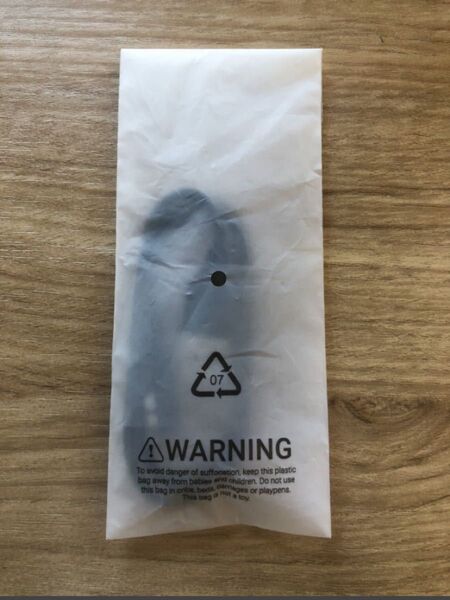 07
WARNING
To avoid danger of suffonation, keep this plastic
bag away from babies and children. Do not use
this bag in cribs, beds, carriages or playpens.
This bag is not a toy.